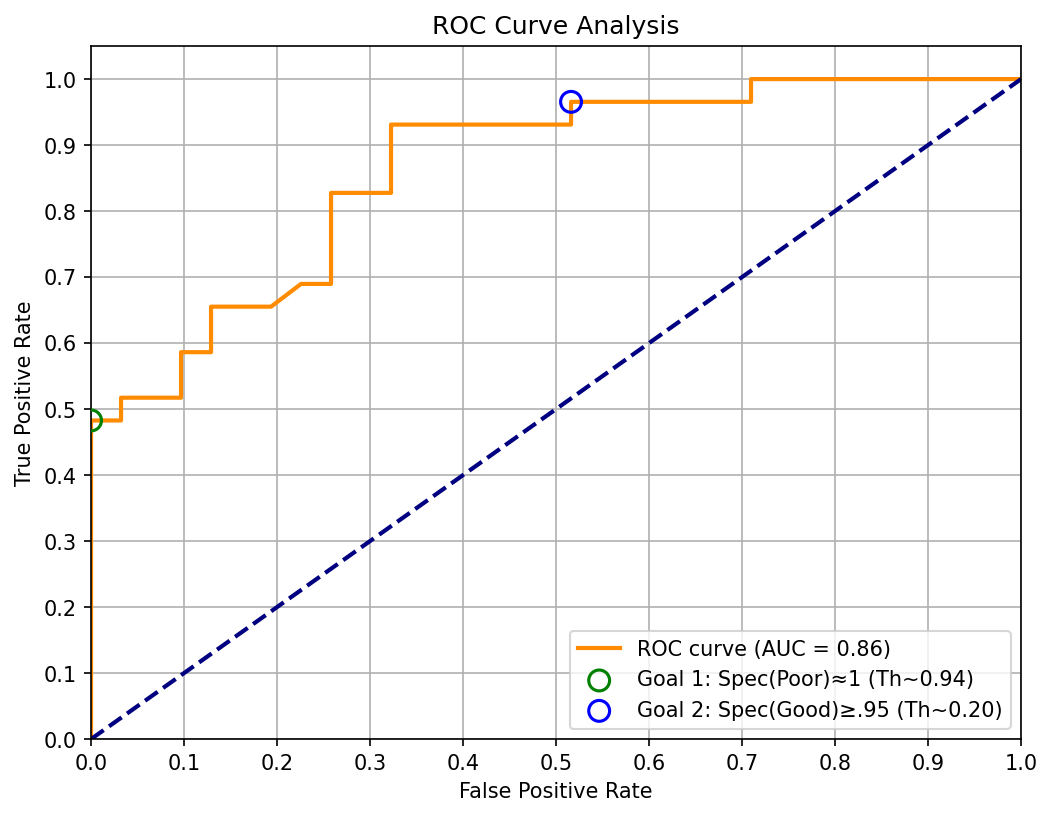 ROC Curve Analysis
True Positive Rate
1.0
0.9
0.8
0.7
0.6
0.5
0.4
0.3
0.2
0.1
0.0
ROC curve (AUC = 0.86)
Goal 1: Spec(Poor)≈1 (Th~0.94)
Goal 2: Spec(Good)≥.95 (Th~0.20)
0.0 0.1 0.2 0.3 0.4 0.5 0.6 0.7 0.8 0.9 1.0
False Positive Rate